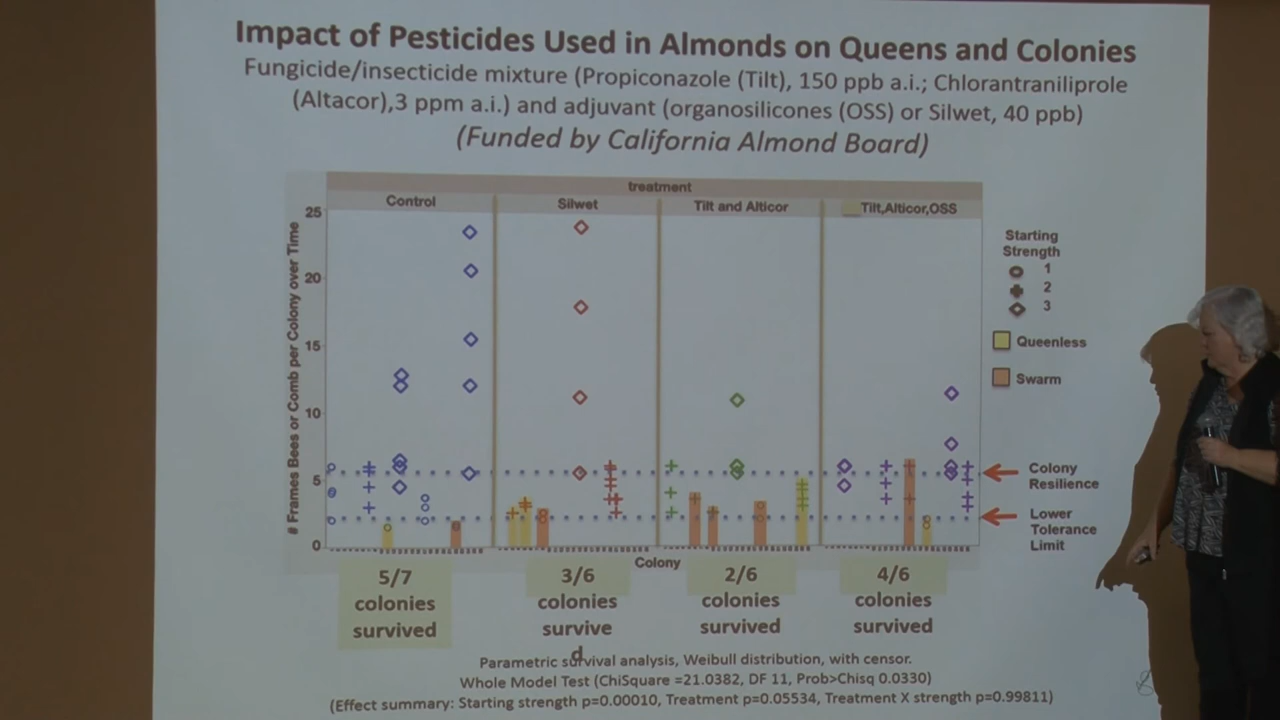 Impact of Pesticides Used in Almonds on Queens and Colonies
Fungicide/insecticide mixture (Propiconazole (Tilt), 150 ppb a.i.; Chlorantraniliprole
(Altacor),3 ppm a.i.) and adjuvant (organosilicones (OSS) or Silwet, 40 ppb)
(Funded by California Almond Board)
treatment
Control
Silwet
Tilt and Alticor
Tilt,Alticor,OSS
# Frames Bees or Comb per Colony over Time
25
20
15
10
5
0
Starting
Strength
1
2
3
Queenless
Swarm
Colony
Resilience
Lower
Tolerance
Limit
Colony
5/7
colonies
survived
3/6
colonies
survive
d
2/6
colonies
survived
4/6
colonies
survived
Parametric survival analysis, Weibull distribution, with censor.
Whole Model Test (ChiSquare =21.0382, DF 11, Prob>Chisq 0.0330)
(Effect summary: Starting strength p=0.00010, Treatment p=0.05534, Treatment X strength p=0.99811)